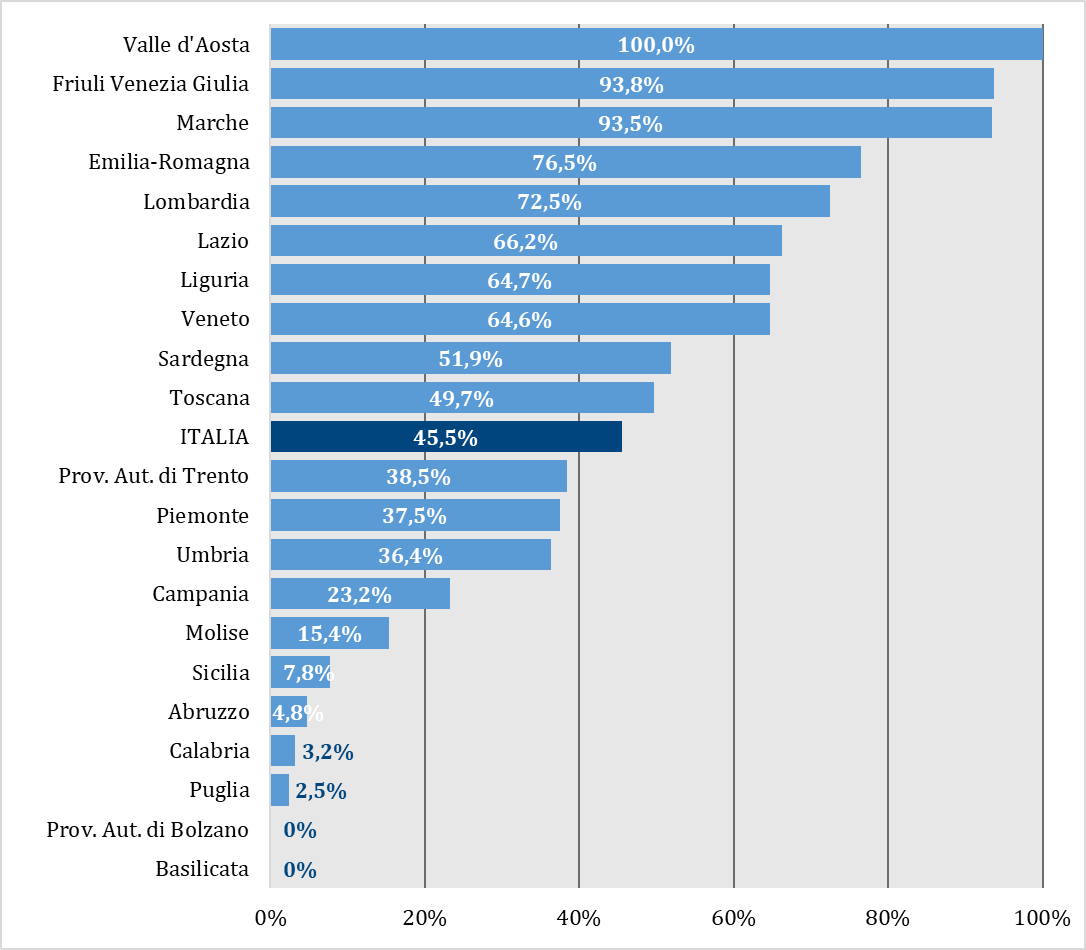 Valle d'Aosta 100,0%
Friuli Venezia Giulia 93,8%
Marche 93,5%
Emilia-Romagna 76,5%
Lombardia 72,5%
Lazio 66,2%
Liguria 64,7%
Veneto 64,6%
Sardegna 51,9%
Toscana 49,7%
ITALIA 45,5%
Prov. Aut. di Trento 38,5%
Piemonte 37,5%
Umbria 36,4%
Campania 23,2%
Molise 15,4%
Sicilia 7,8%
Abruzzo 4,8%
Calabria 3,2%
Puglia 2,5%
Prov. Aut. di Bolzano 0%
Basilicata 0%
0% 20% 40% 60% 80% 100%